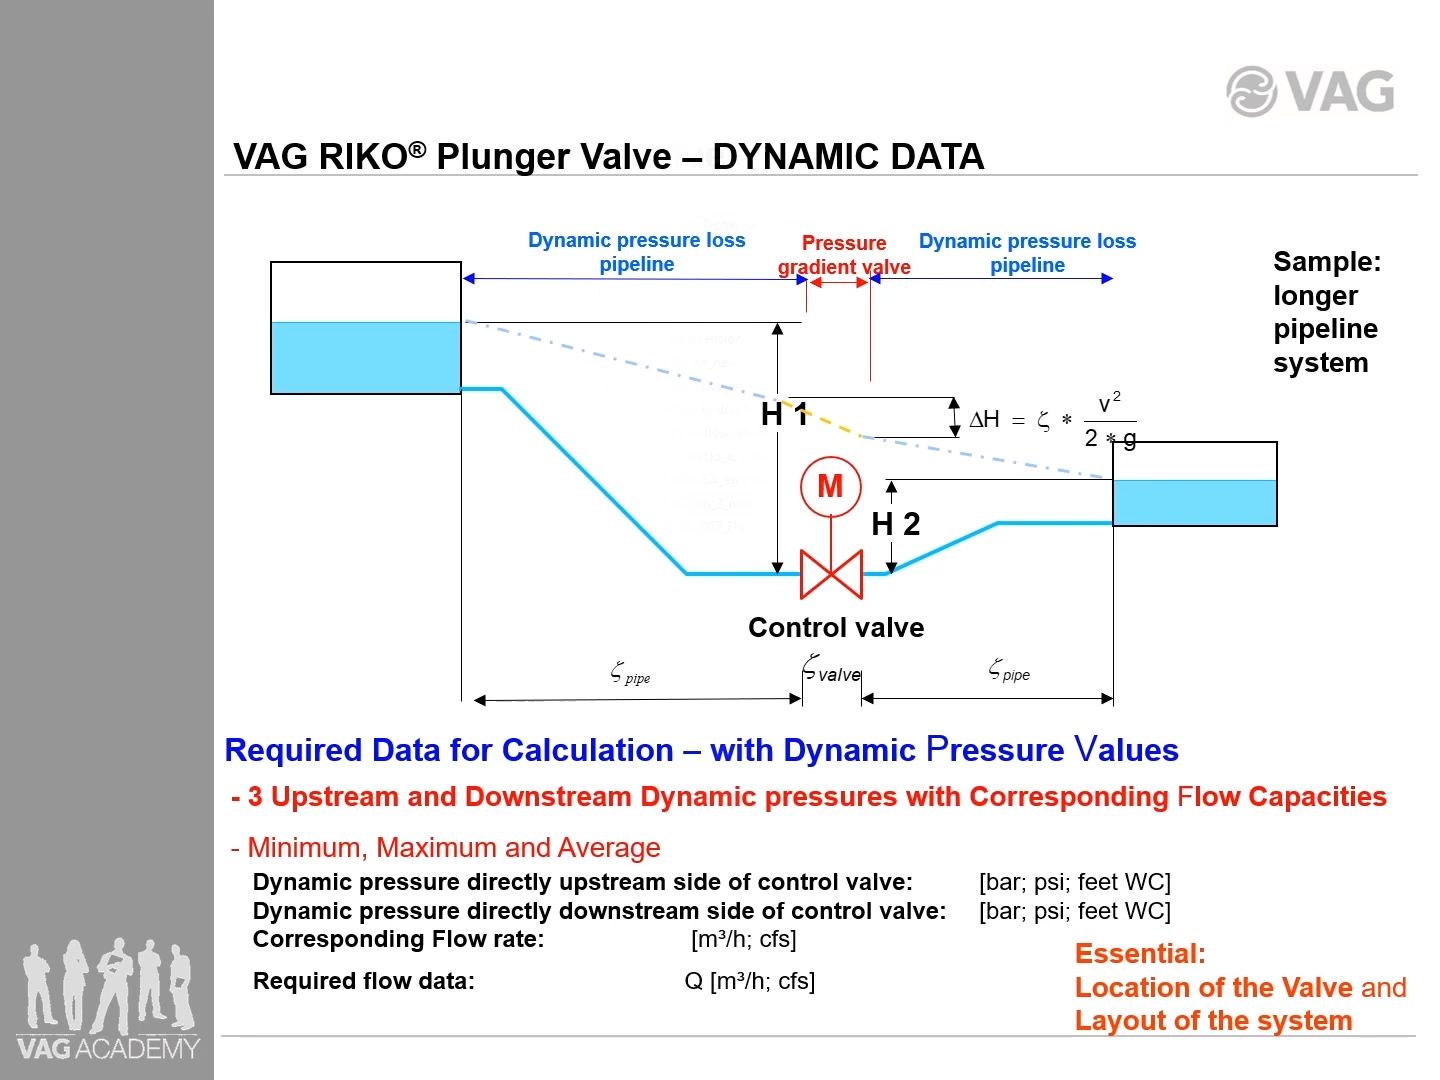 VAG
VAG RIKO® Plunger Valve – DYNAMIC DATA
Dynamic pressure loss
pipeline
Pressure
gradient valve
Dynamic pressure loss
pipeline
Sample:
longer
pipeline
system
H 1
ΔH = ζ * v² / 2 * g
M
H 2
Control valve
ζ pipe
ζ valve
ζ pipe
Required Data for Calculation – with Dynamic Pressure Values
- 3 Upstream and Downstream Dynamic pressures with Corresponding Flow Capacities
- Minimum, Maximum and Average
Dynamic pressure directly upstream side of control valve: [bar; psi; feet WC]
Dynamic pressure directly downstream side of control valve: [bar; psi; feet WC]
Corresponding Flow rate: [m³/h; cfs]
Required flow data: Q [m³/h; cfs]
Essential:
Location of the Valve and
Layout of the system
VAG ACADEMY